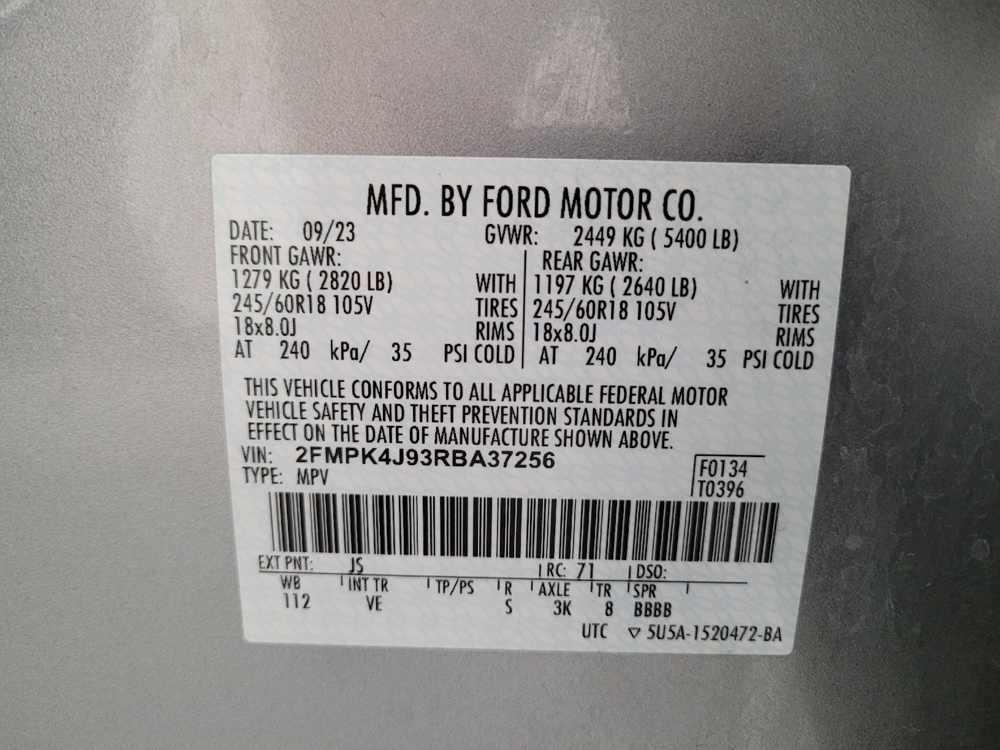 MFD. BY FORD MOTOR CO.
DATE: 09/23 GVWR: 2449 KG ( 5400 LB)
FRONT GAWR: REAR GAWR:
1279 KG ( 2820 LB) WITH 1197 KG ( 2640 LB) WITH
245/60R18 105V TIRES 245/60R18 105V TIRES
18x8.0J RIMS 18x8.0J RIMS
AT 240 kPa/ 35 PSI COLD AT 240 kPa/ 35 PSI COLD
THIS VEHICLE CONFORMS TO ALL APPLICABLE FEDERAL MOTOR
VEHICLE SAFETY AND THEFT PREVENTION STANDARDS IN
EFFECT ON THE DATE OF MANUFACTURE SHOWN ABOVE.
VIN: 2FMPK4J93RBA37256 F0134
TYPE: MPV T0396
EXT PNT: JS RC: 71 DSO:
WB INT TR TP/PS R AXLE TR SPR
112 VE S 3K 8 BBBB
UTC ▽ 5U5A-1520472-BA